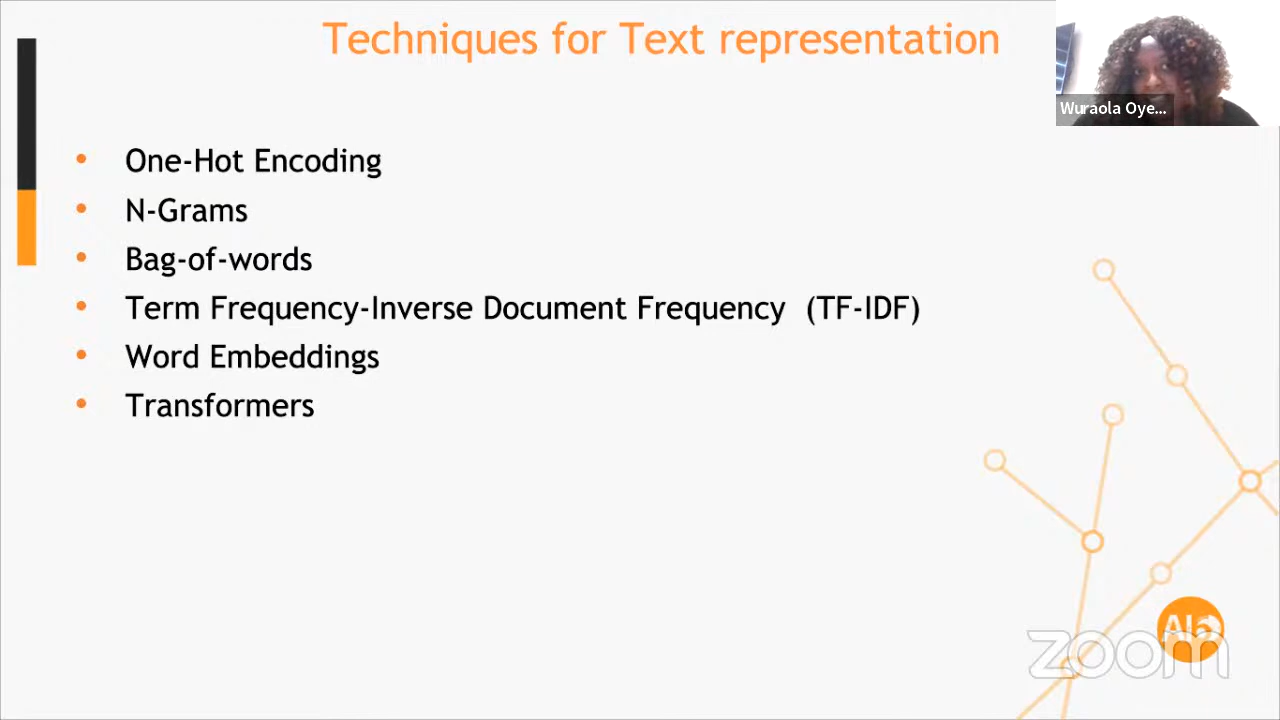 Techniques for Text representation
Wuraola Oye...
One-Hot Encoding
N-Grams
Bag-of-words
Term Frequency-Inverse Document Frequency (TF-IDF)
Word Embeddings
Transformers
zoom